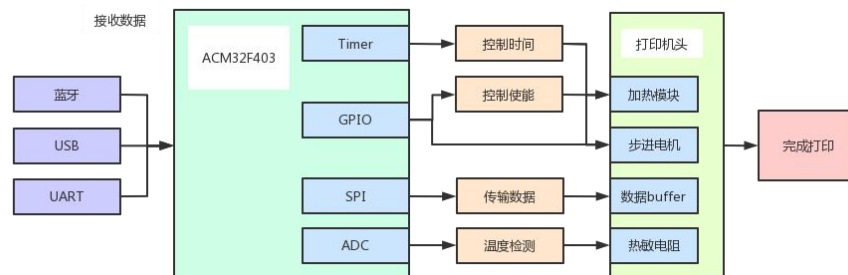 接收数据
蓝牙
USB
UART
ACM32F403
Timer
GPIO
SPI
ADC
控制时间
控制使能
传输数据
温度检测
打印机头
加热模块
步进电机
数据buffer
热敏电阻
完成打印